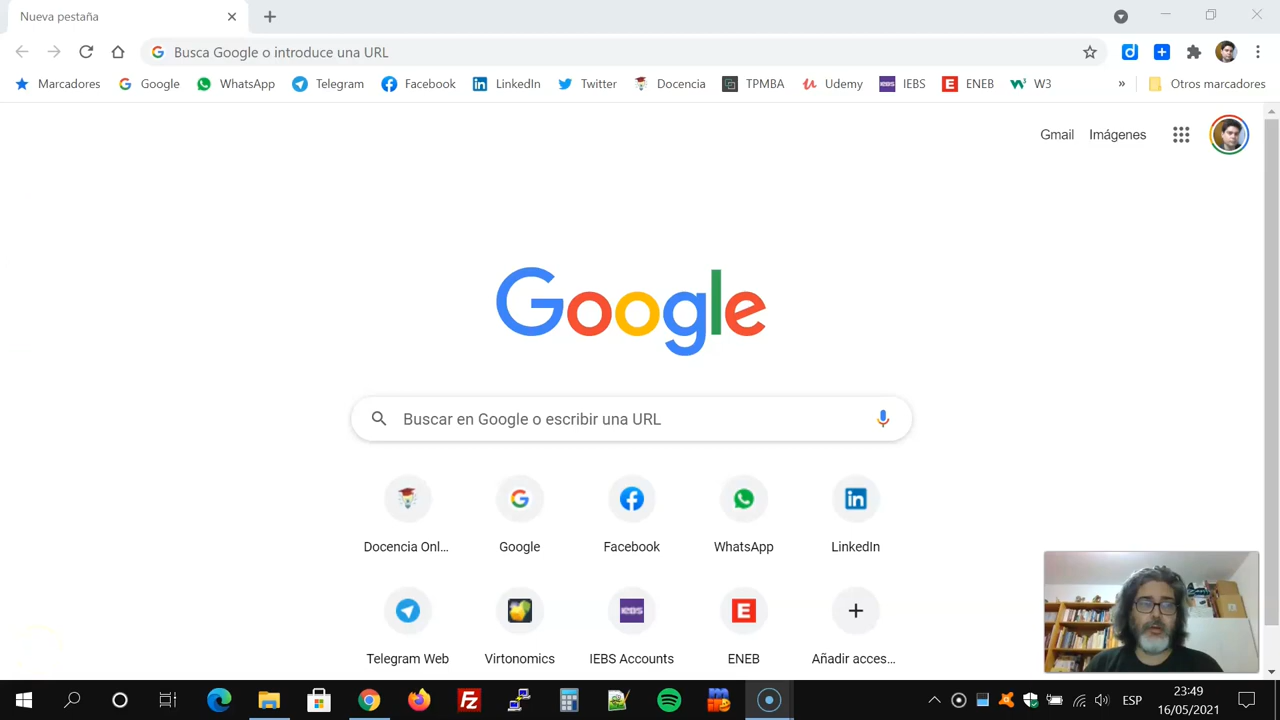 Nueva pestaña
Busca Google o introduce una URL
Marcadores Google WhatsApp Telegram Facebook LinkedIn Twitter Docencia TPMBA Udemy IEBS ENEB W3 » Otros marcadores
Gmail Imágenes
Google
Buscar en Google o escribir una URL
Docencia Onl... Google Facebook WhatsApp LinkedIn
Telegram Web Virtonomics IEBS Accounts ENEB Añadir acces...
ESP
23:49
16/05/2021